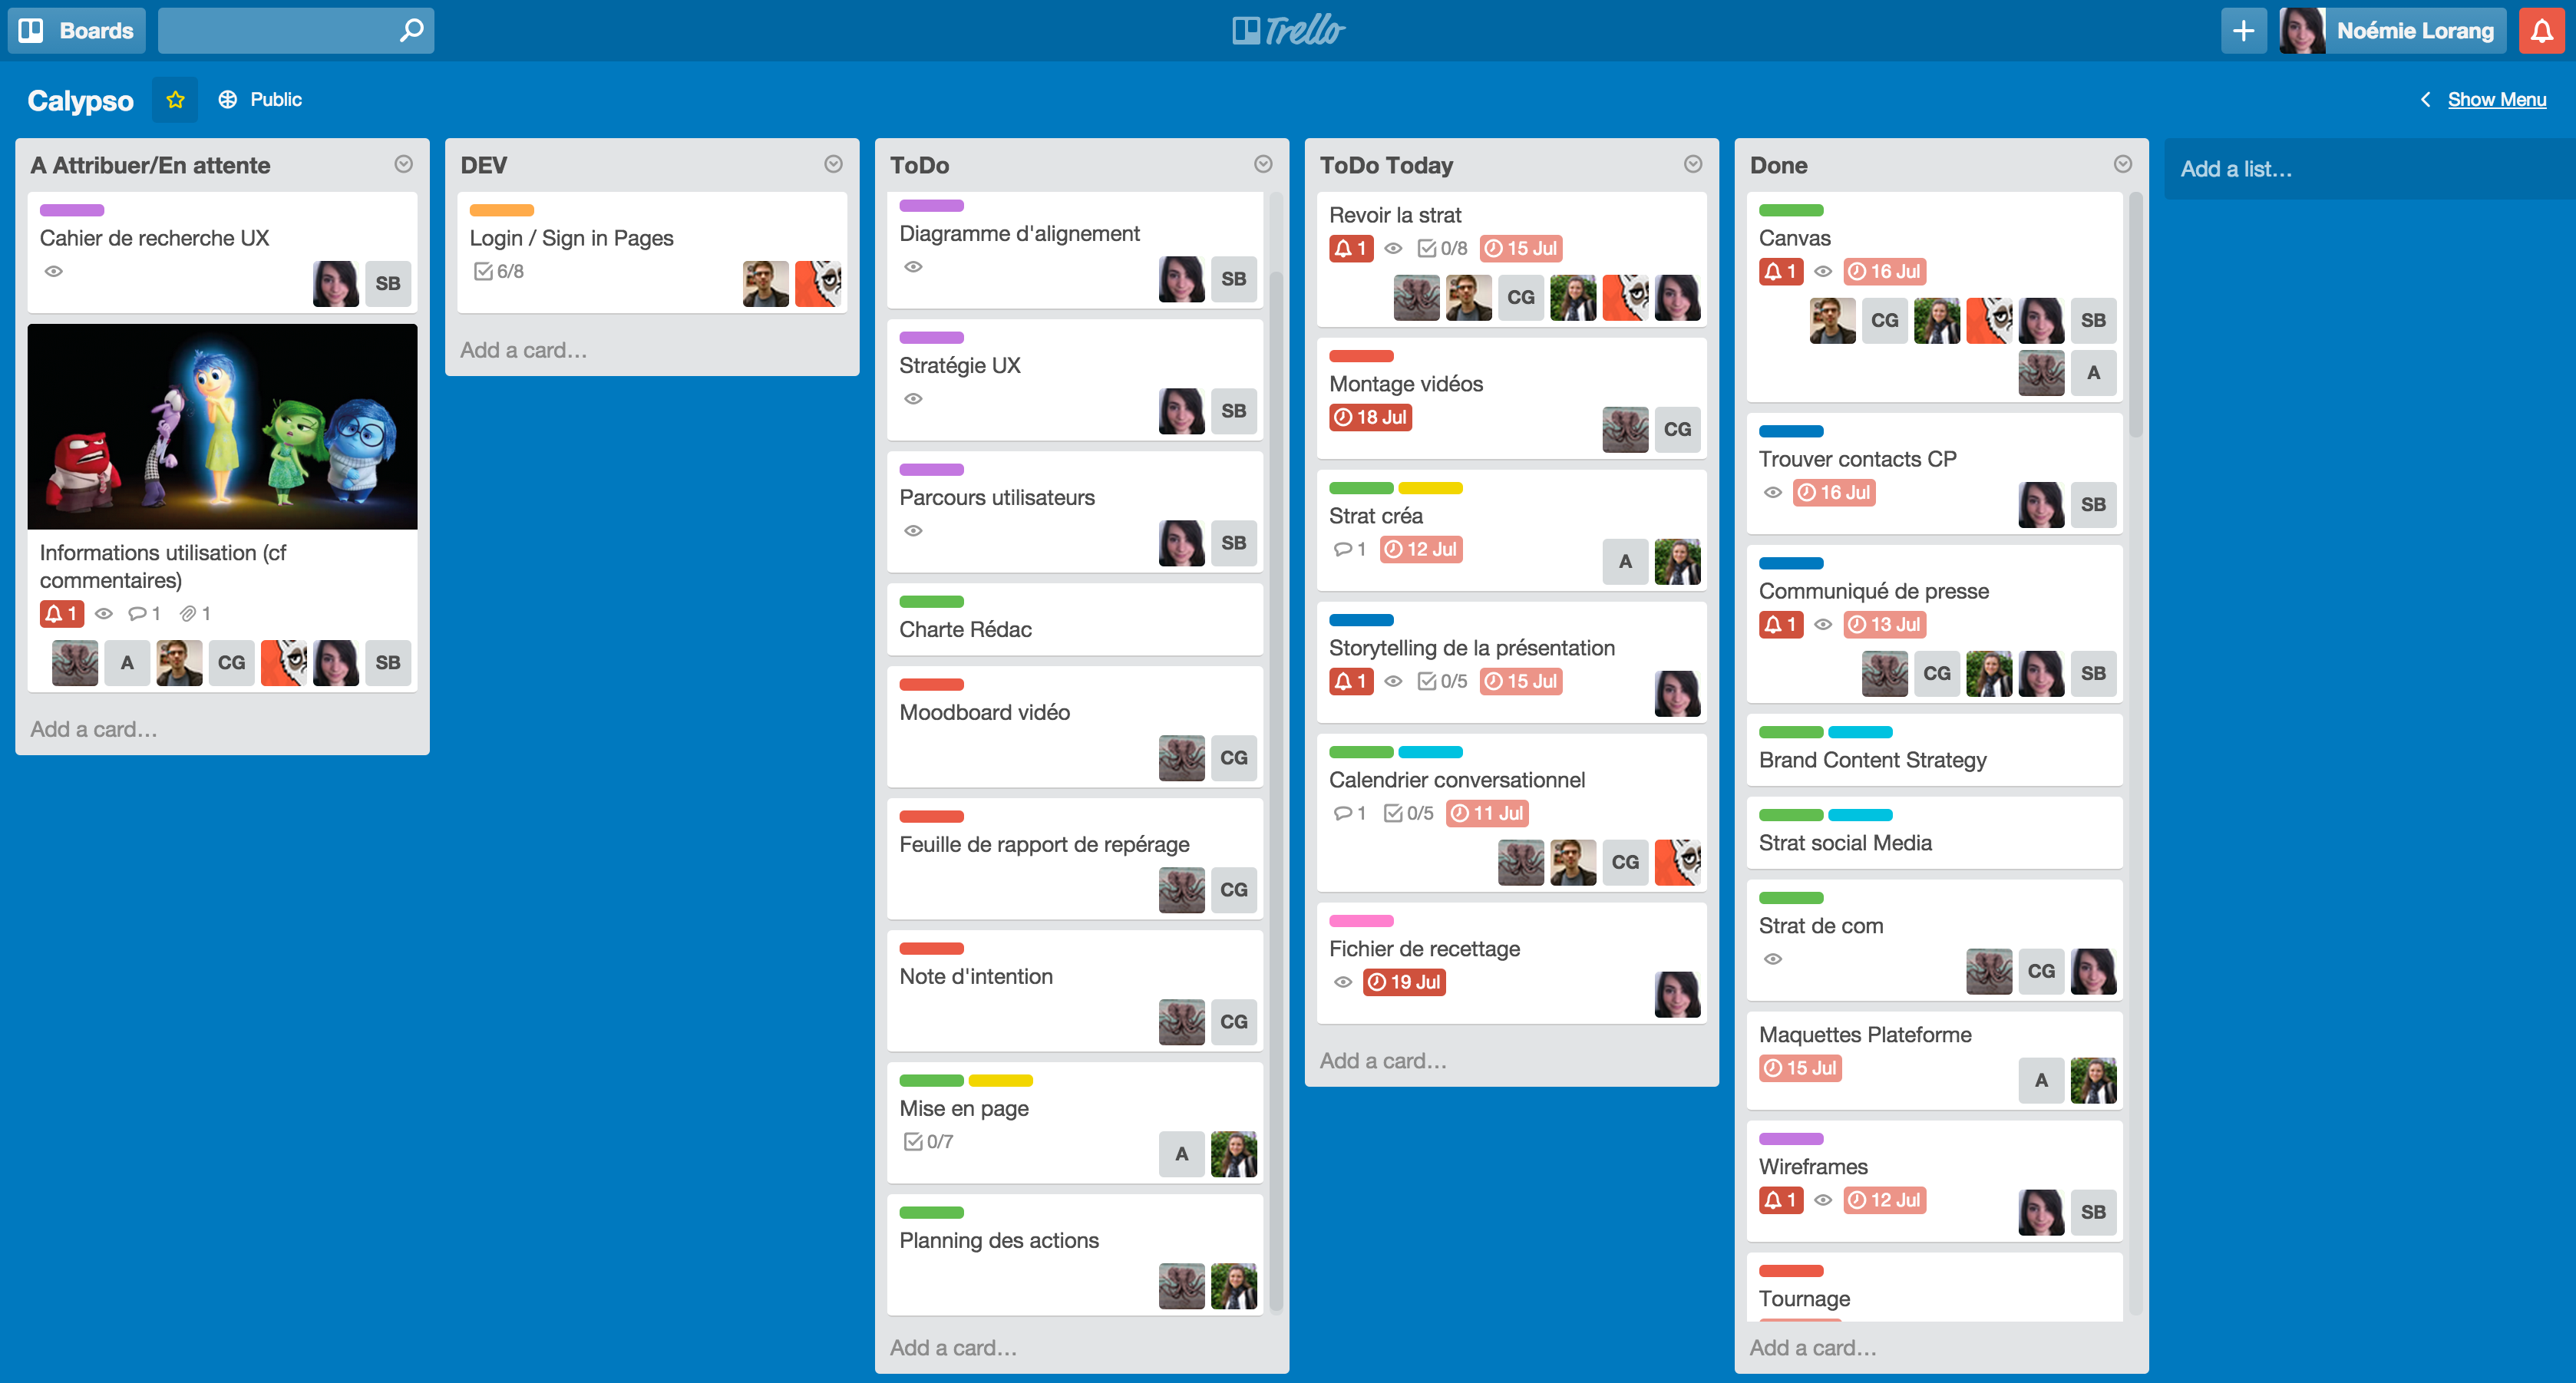 Boards
Trello
Noémie Lorang
Calypso
Public
Show Menu
A Attribuer/En attente
Cahier de recherche UX
SB
Informations utilisation (cf
commentaires)
1 1 1
A CG SB
Add a card…
DEV
Login / Sign in Pages
6/8
Add a card…
ToDo
Diagramme d'alignement
SB
Stratégie UX
SB
Parcours utilisateurs
SB
Charte Rédac
Moodboard vidéo
CG
Feuille de rapport de repérage
CG
Note d'intention
CG
Mise en page
0/7
A
Planning des actions
Add a card…
ToDo Today
Revoir la strat
1 0/8 15 Jul
CG
Montage vidéos
18 Jul
CG
Strat créa
1 12 Jul
A
Storytelling de la présentation
1 0/5 15 Jul
Calendrier conversationnel
1 0/5 11 Jul
CG
Fichier de recettage
19 Jul
Add a card…
Done
Canvas
1 16 Jul
CG SB
A
Trouver contacts CP
16 Jul
SB
Communiqué de presse
1 13 Jul
CG SB
Brand Content Strategy
Strat social Media
Strat de com
CG
Maquettes Plateforme
15 Jul
A
Wireframes
1 12 Jul
SB
Tournage
Add a card…
Add a list…